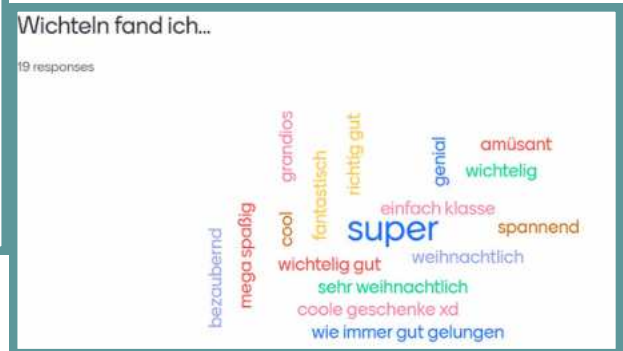 Wichteln fand ich...
19 responses
grandios
richtig gut
genial
amüsant
fantastisch
wichtelig
einfach klasse
mega spaßig
cool
super
spannend
bezaubernd
wichtelig gut
weihnachtlich
sehr weihnachtlich
coole geschenke xd
wie immer gut gelungen